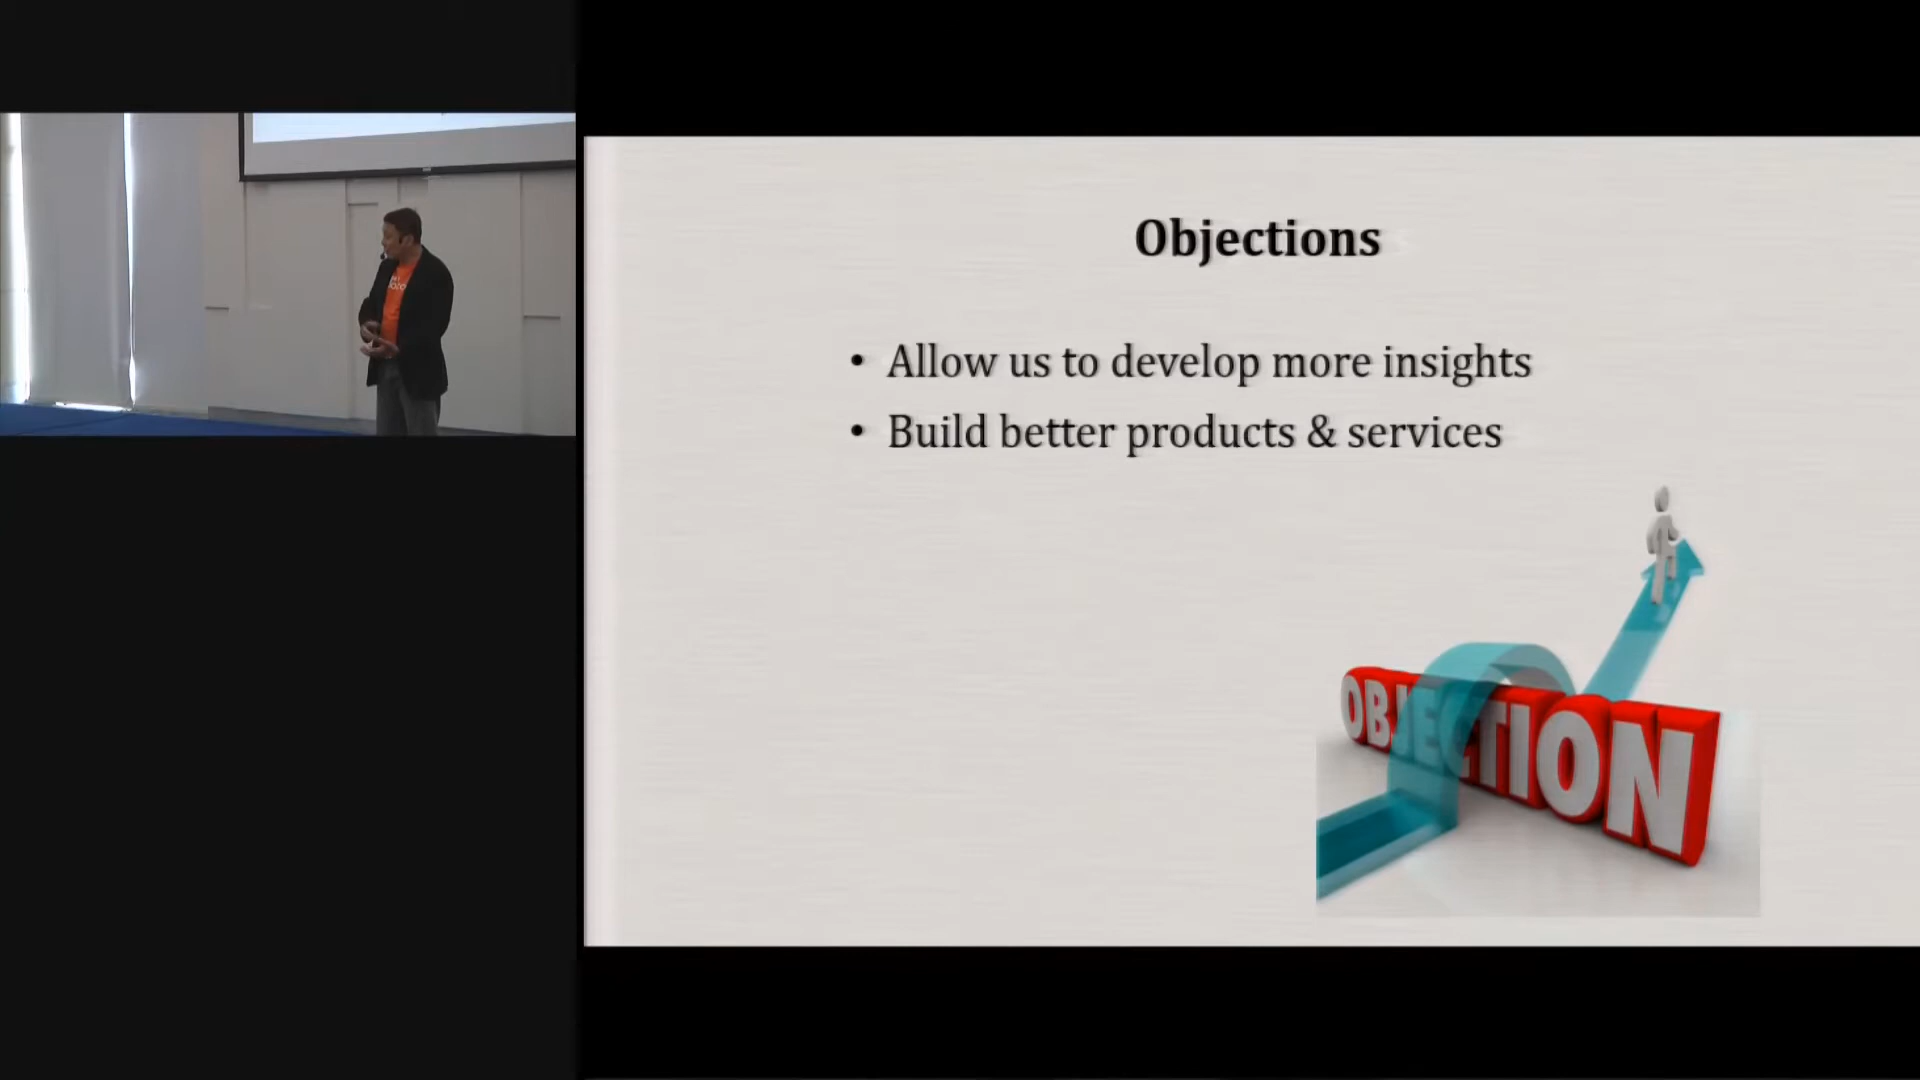 Objections
• Allow us to develop more insights
• Build better products & services
OBJECTION